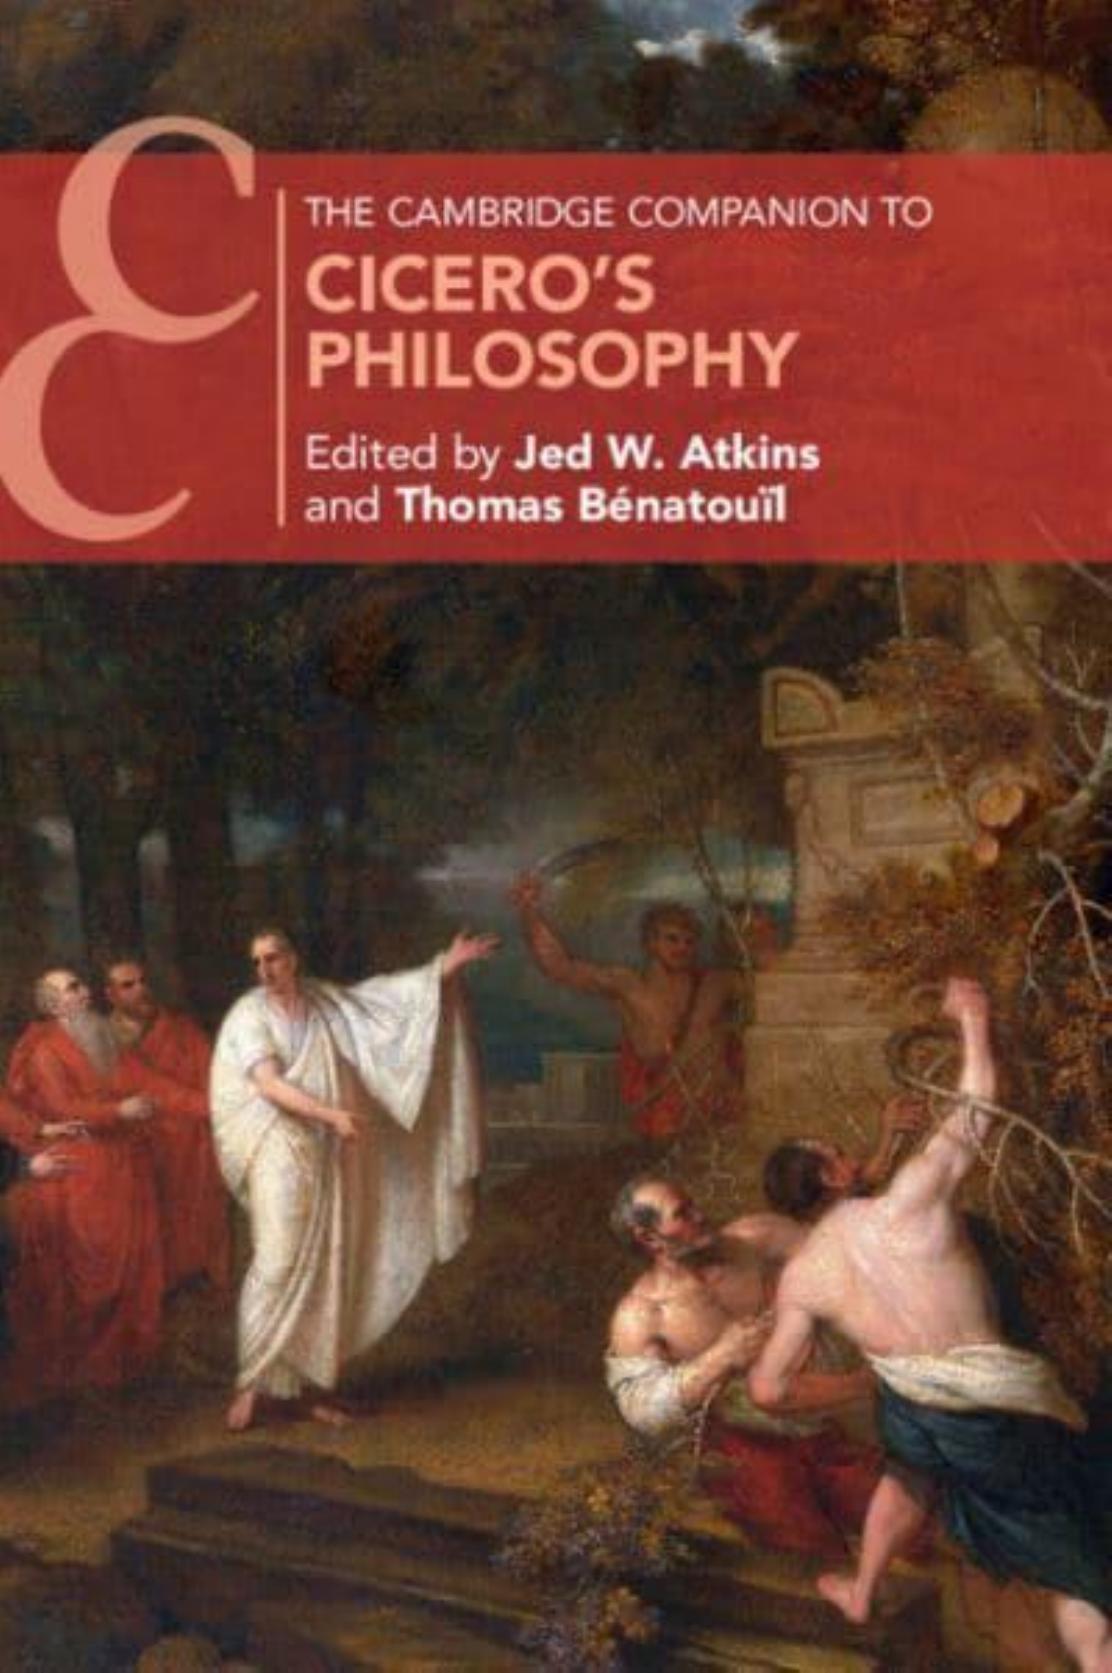 THE CAMBRIDGE COMPANION TO
CICERO'S
PHILOSOPHY
Edited by Jed W. Atkins
and Thomas Bénatouïl